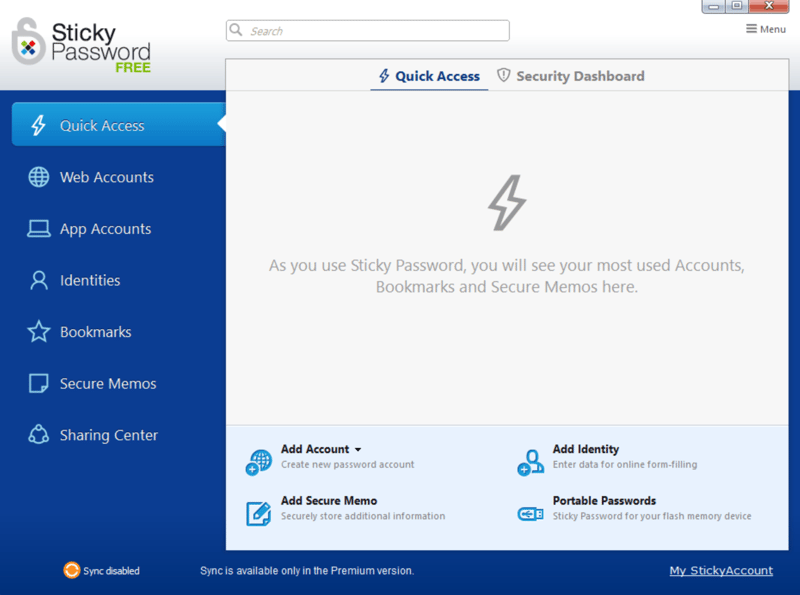 Sticky
Password
FREE
Search
Menu
Quick Access
Security Dashboard
Quick Access
Web Accounts
App Accounts
Identities
Bookmarks
Secure Memos
Sharing Center
As you use Sticky Password, you will see your most used Accounts,
Bookmarks and Secure Memos here.
Add Account
Create new password account
Add Identity
Enter data for online form-filling
Add Secure Memo
Securely store additional information
Portable Passwords
Sticky Password for your flash memory device
Sync disabled
Sync is available only in the Premium version.
My StickyAccount